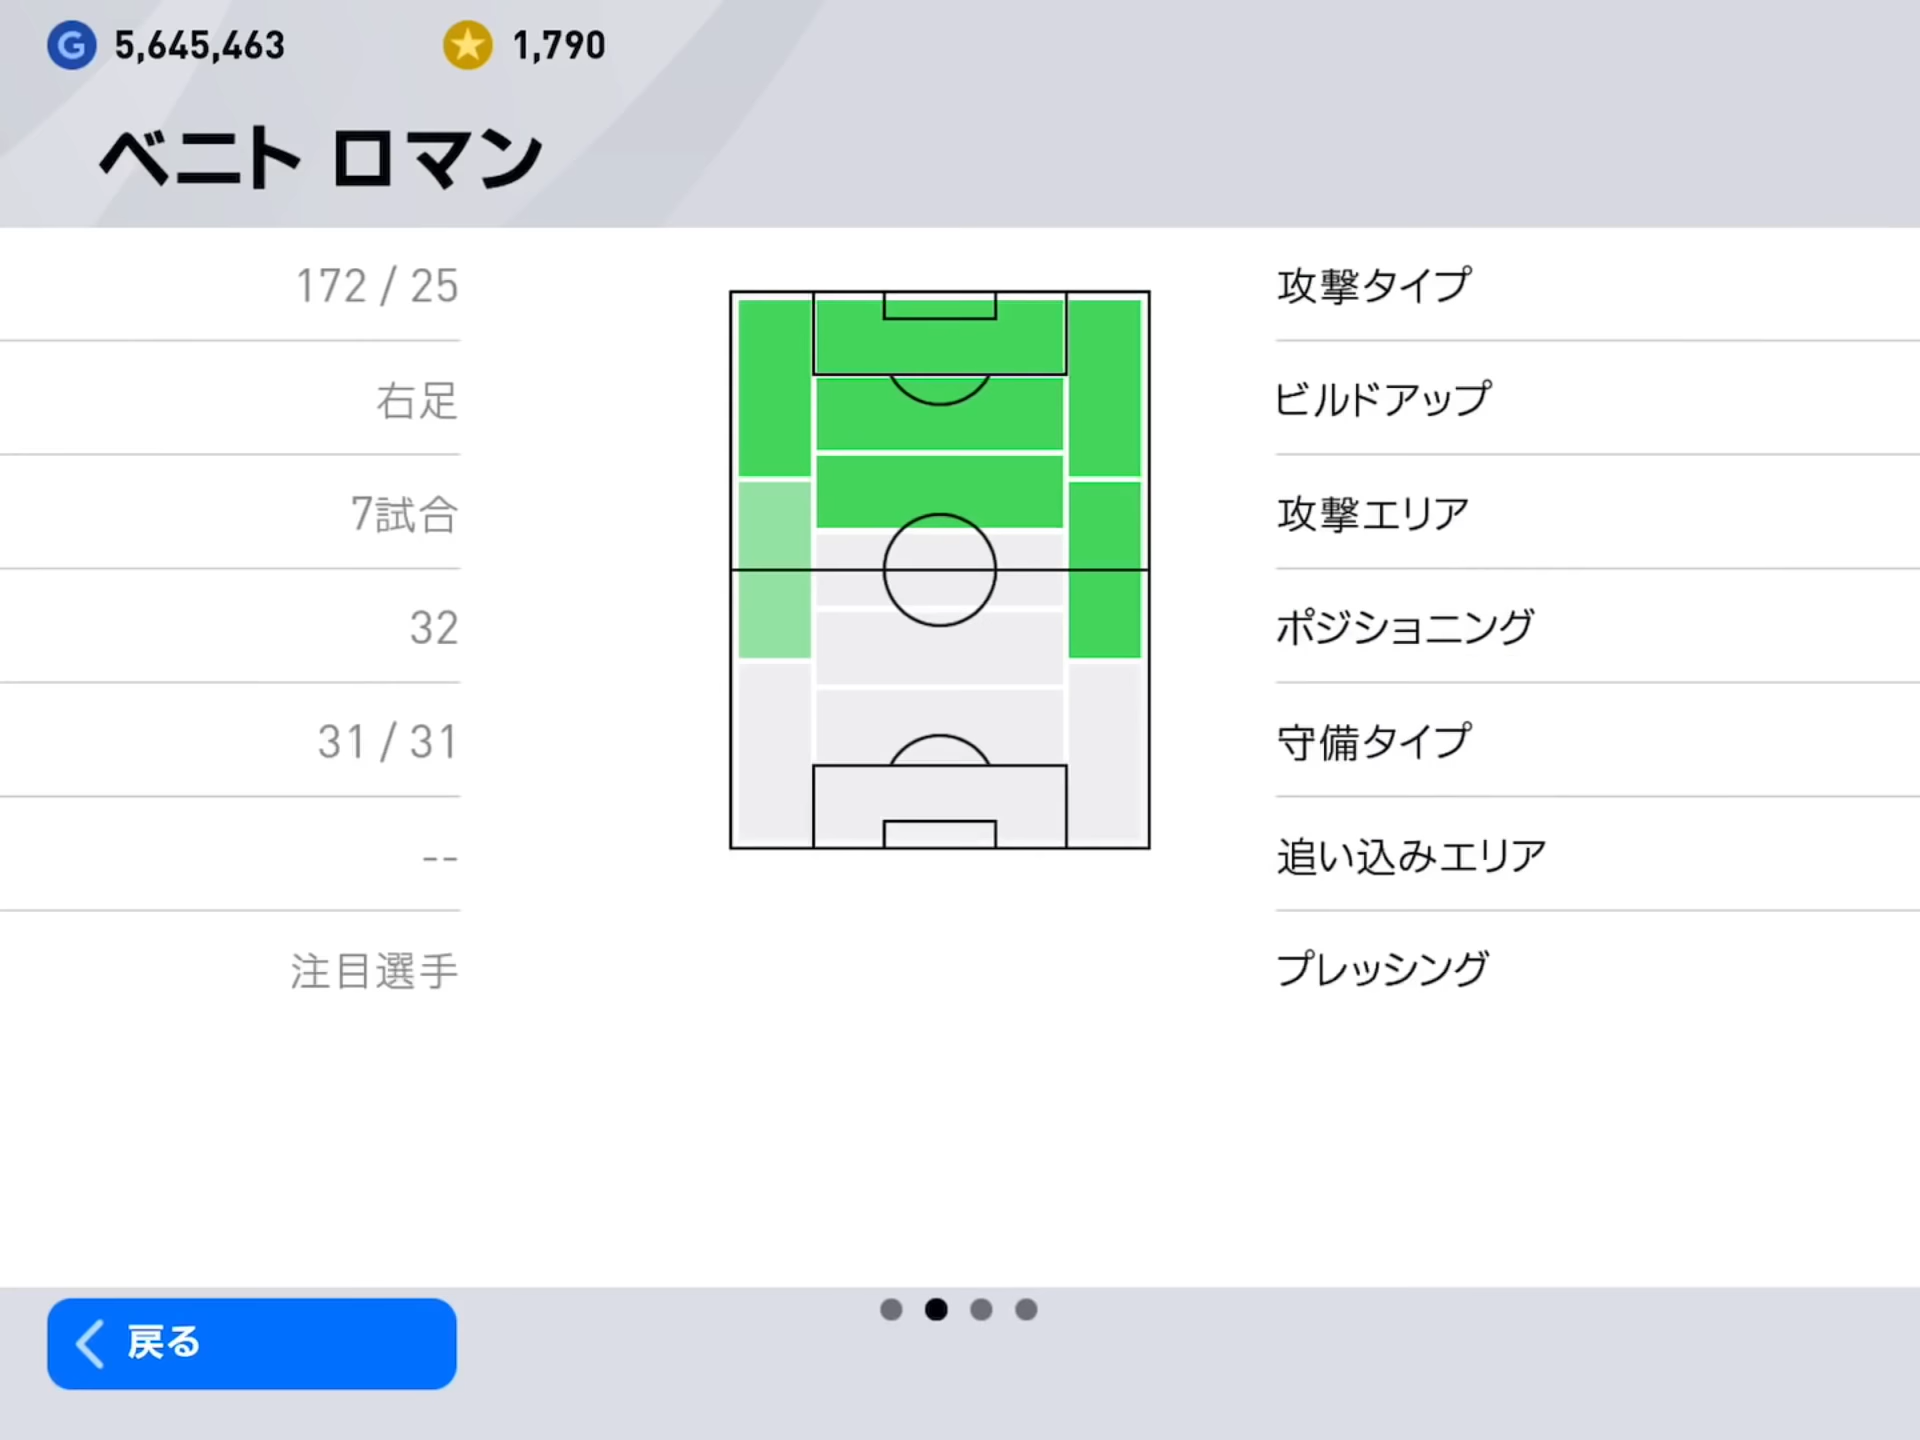 5,645,463 1,790
ベニト ロマン
172 / 25
右足
7試合
32
31 / 31
--
注目選手
攻撃タイプ
ビルドアップ
攻撃エリア
ポジショニング
守備タイプ
追い込みエリア
プレッシング
戻る